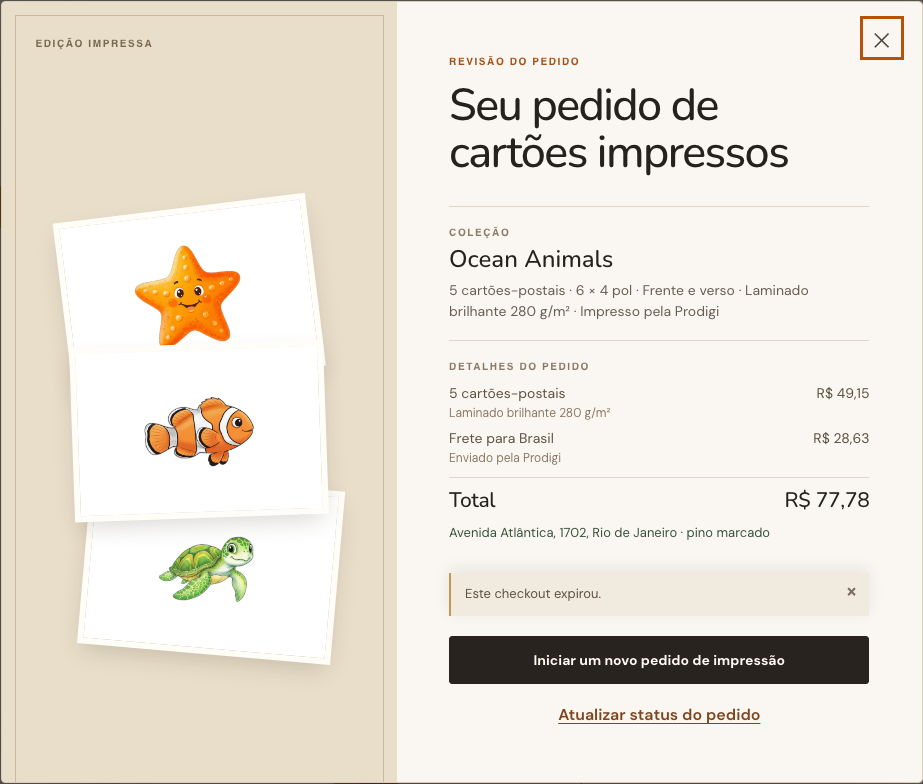 EDIÇÃO IMPRESSA
REVISÃO DO PEDIDO
Seu pedido de
cartões impressos
COLEÇÃO
Ocean Animals
5 cartões-postais · 6 × 4 pol · Frente e verso · Laminado
brilhante 280 g/m² · Impresso pela Prodigi
DETALHES DO PEDIDO
5 cartões-postais R$ 49,15
Laminado brilhante 280 g/m²
Frete para Brasil R$ 28,63
Enviado pela Prodigi
Total R$ 77,78
Avenida Atlântica, 1702, Rio de Janeiro · pino marcado
Este checkout expirou. ×
Iniciar um novo pedido de impressão
Atualizar status do pedido